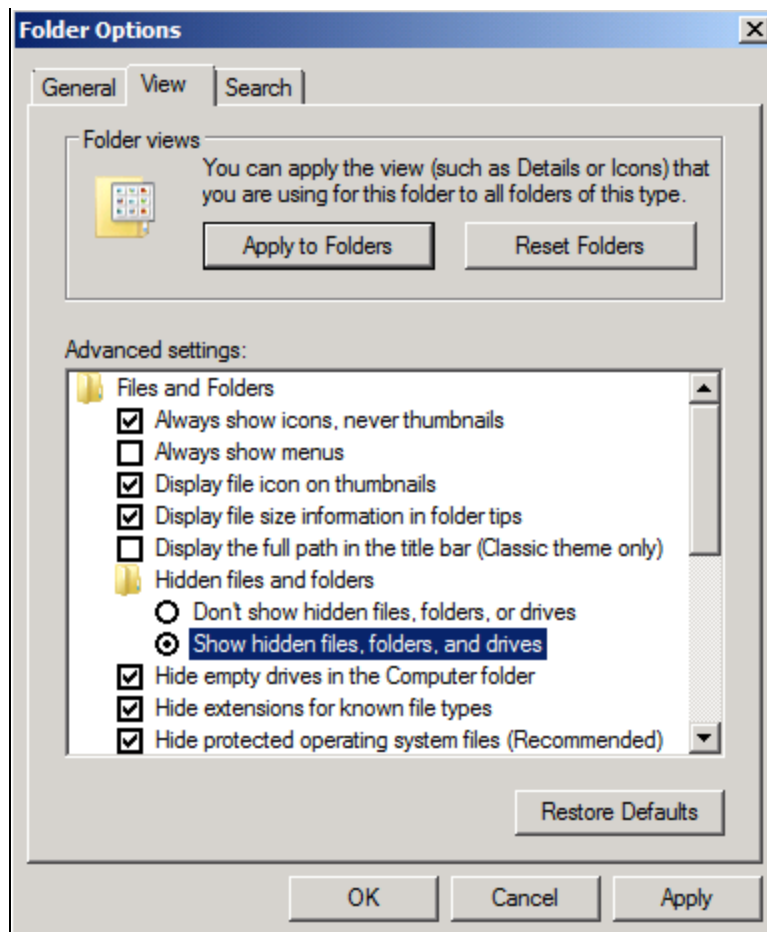 Folder Options
General View Search
Folder views
You can apply the view (such as Details or Icons) that
you are using for this folder to all folders of this type.
Apply to Folders Reset Folders
Advanced settings:
Files and Folders
Always show icons, never thumbnails
Always show menus
Display file icon on thumbnails
Display file size information in folder tips
Display the full path in the title bar (Classic theme only)
Hidden files and folders
Don't show hidden files, folders, or drives
Show hidden files, folders, and drives
Hide empty drives in the Computer folder
Hide extensions for known file types
Hide protected operating system files (Recommended)
Restore Defaults
OK Cancel Apply